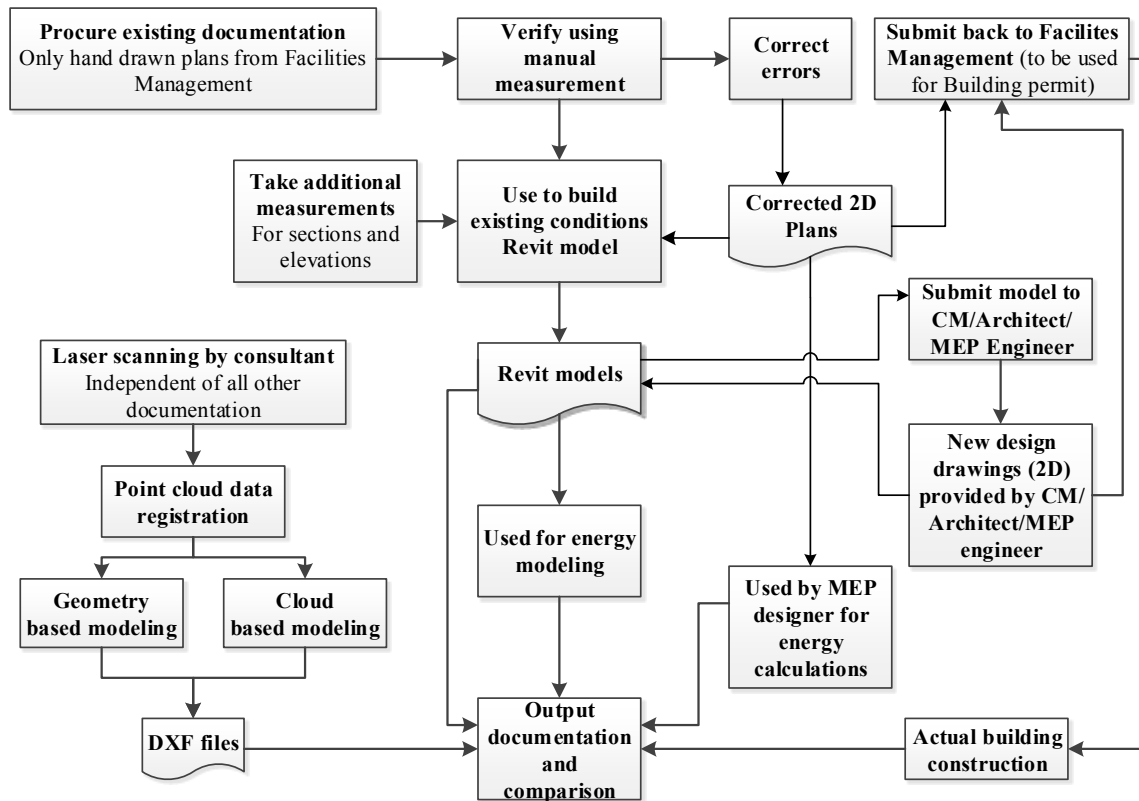 Procure existing documentation
Only hand drawn plans from Facilities
Management
Verify using
manual
measurement
Correct
errors
Submit back to Facilites
Management (to be used
for Building permit)
Take additional
measurements
For sections and
elevations
Use to build
existing conditions
Revit model
Corrected 2D
Plans
Submit model to
CM/Architect/
MEP Engineer
Laser scanning by consultant
Independent of all other
documentation
Revit models
New design
drawings (2D)
provided by CM/
Architect/MEP
engineer
Point cloud data
registration
Used for energy
modeling
Geometry
based modeling
Cloud
based modeling
Used by MEP
designer for
energy
calculations
DXF files
Output
documentation
and
comparison
Actual building
construction